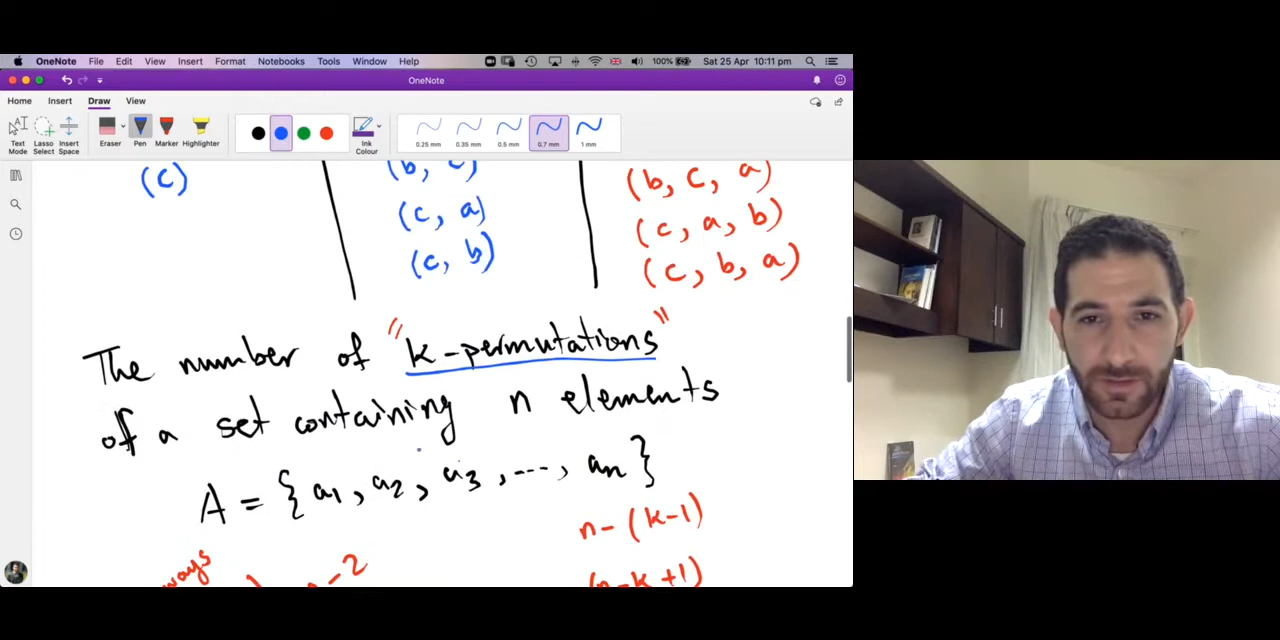 OneNote File Edit View Insert Format Notebooks Tools Window Help 100% Sat 25 Apr 10:11 pm
OneNote
Home Insert Draw View
Text Mode Lasso Select Insert Space Eraser Pen Marker Highlighter Ink Colour 0.25 mm 0.35 mm 0.5 mm 0.7 mm 1 mm
(c) (b, c) (b, c, a)
(c, a) (c, a, b)
(c, b) (c, b, a)
The number of "k-permutations"
of a set containing n elements
A = {a1, a2, a3, ..., an}
n - (k-1)
ways - 2 (n-k+1)